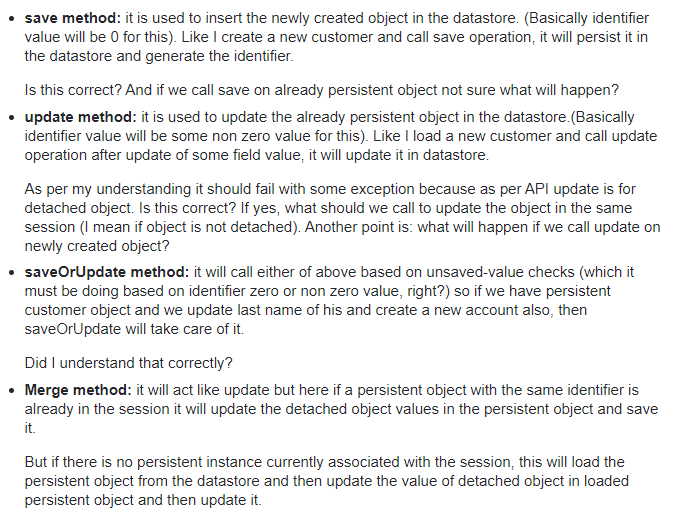 • save method: it is used to insert the newly created object in the datastore. (Basically identifier
value will be 0 for this). Like I create a new customer and call save operation, it will persist it in
the datastore and generate the identifier.
Is this correct? And if we call save on already persistent object not sure what will happen?
• update method: it is used to update the already persistent object in the datastore.(Basically
identifier value will be some non zero value for this). Like I load a new customer and call update
operation after update of some field value, it will update it in datastore.
As per my understanding it should fail with some exception because as per API update is for
detached object. Is this correct? If yes, what should we call to update the object in the same
session (I mean if object is not detached). Another point is: what will happen if we call update on
newly created object?
• saveOrUpdate method: it will call either of above based on unsaved-value checks (which it
must be doing based on identifier zero or non zero value, right?) so if we have persistent
customer object and we update last name of his and create a new account also, then
saveOrUpdate will take care of it.
Did I understand that correctly?
• Merge method: it will act like update but here if a persistent object with the same identifier is
already in the session it will update the detached object values in the persistent object and save
it.
But if there is no persistent instance currently associated with the session, this will load the
persistent object from the datastore and then update the value of detached object in loaded
persistent object and then update it.